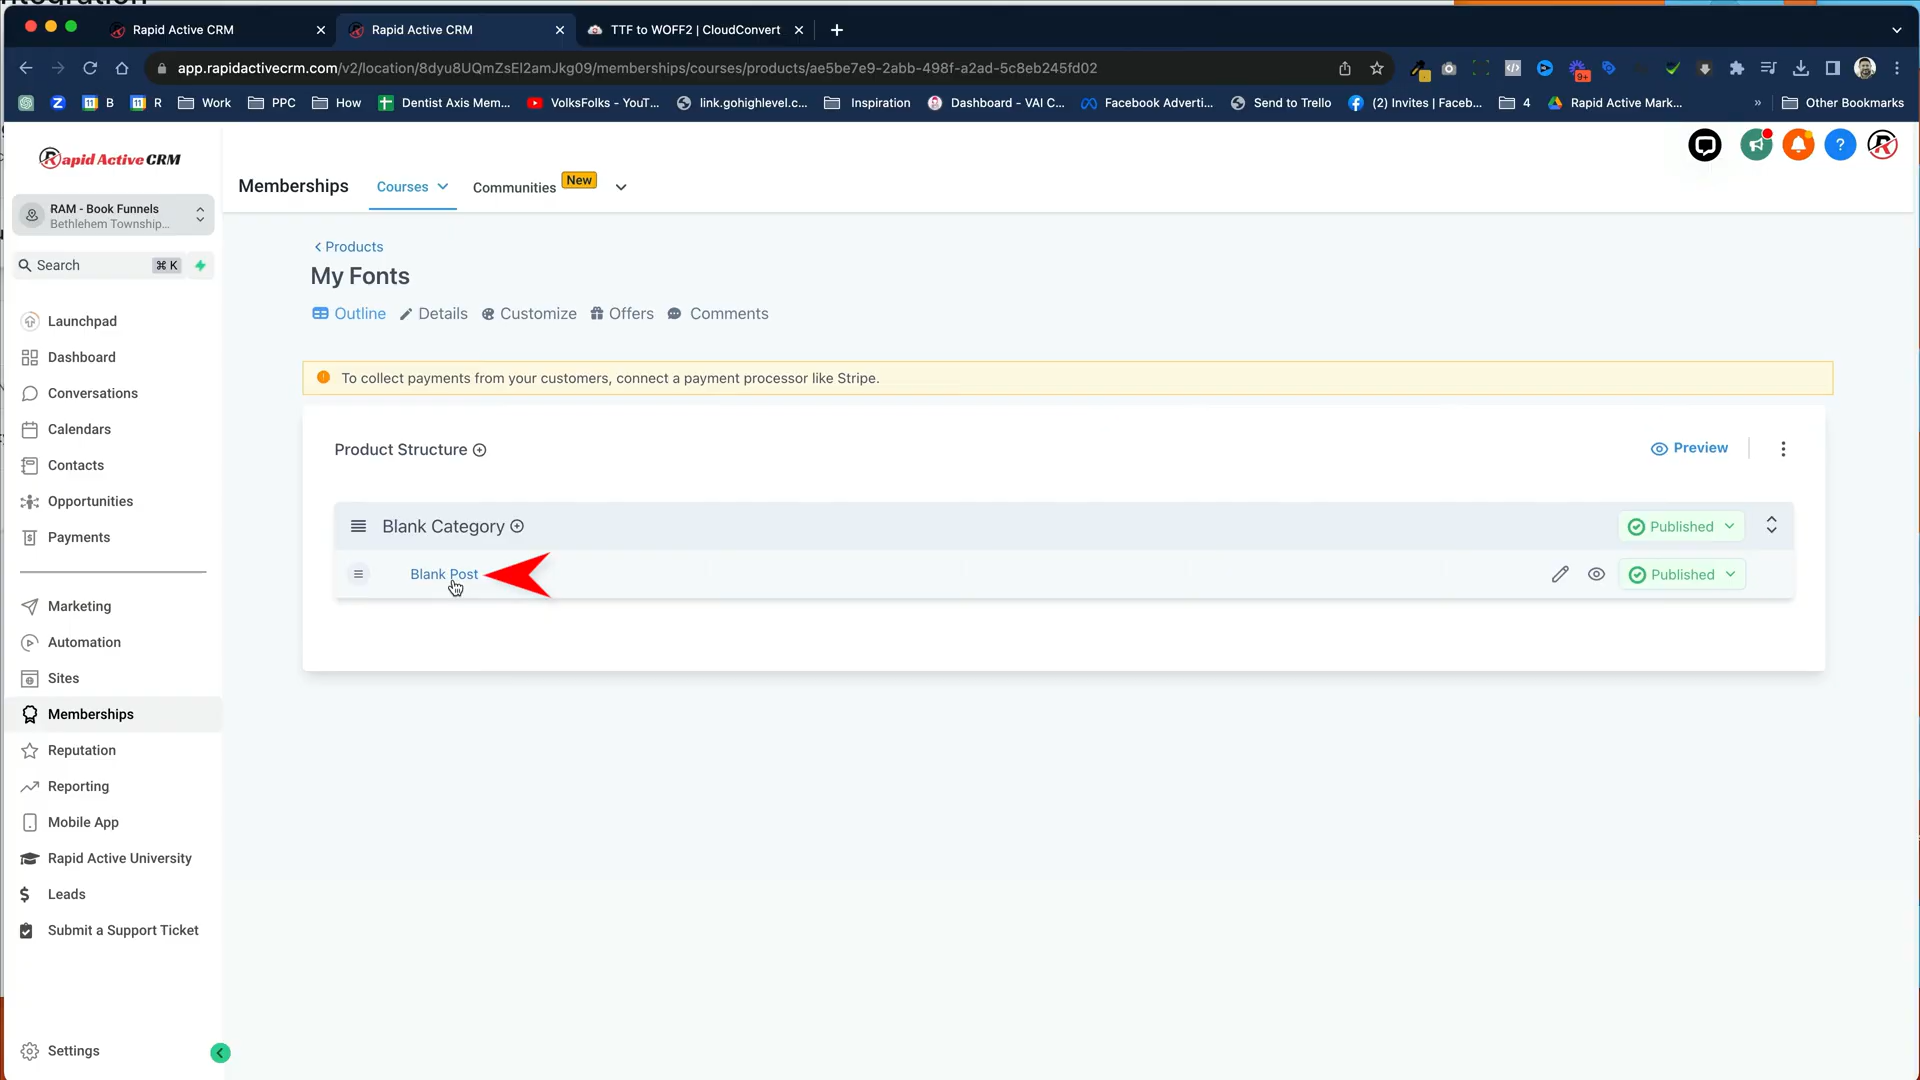 ntegration
Rapid Active CRM
Rapid Active CRM
TTF to WOFF2 | CloudConvert
app.rapidactivecrm.com/v2/location/8dyu8UQmZsEI2amJkg09/memberships/courses/products/ae5be7e9-2abb-498f-a2ad-5c8eb245fd02
9+
Z
11 B
11 R
Work
PPC
How
Dentist Axis Mem...
VolksFolks - YouT...
link.gohighlevel.c...
Inspiration
Dashboard - VAI C...
Facebook Adverti...
Send to Trello
(2) Invites | Faceb...
4
Rapid Active Mark...
»
Other Bookmarks
Rapid Active CRM
Memberships
Courses
Communities
New
?
RAM - Book Funnels
Bethlehem Township...
Search
⌘ K
Launchpad
Dashboard
Conversations
Calendars
Contacts
Opportunities
Payments
Marketing
Automation
Sites
Memberships
Reputation
Reporting
Mobile App
Rapid Active University
Leads
Submit a Support Ticket
Settings
< Products
My Fonts
Outline
Details
Customize
Offers
Comments
To collect payments from your customers, connect a payment processor like Stripe.
Product Structure
Preview
Blank Category
Published
Blank Post
Published